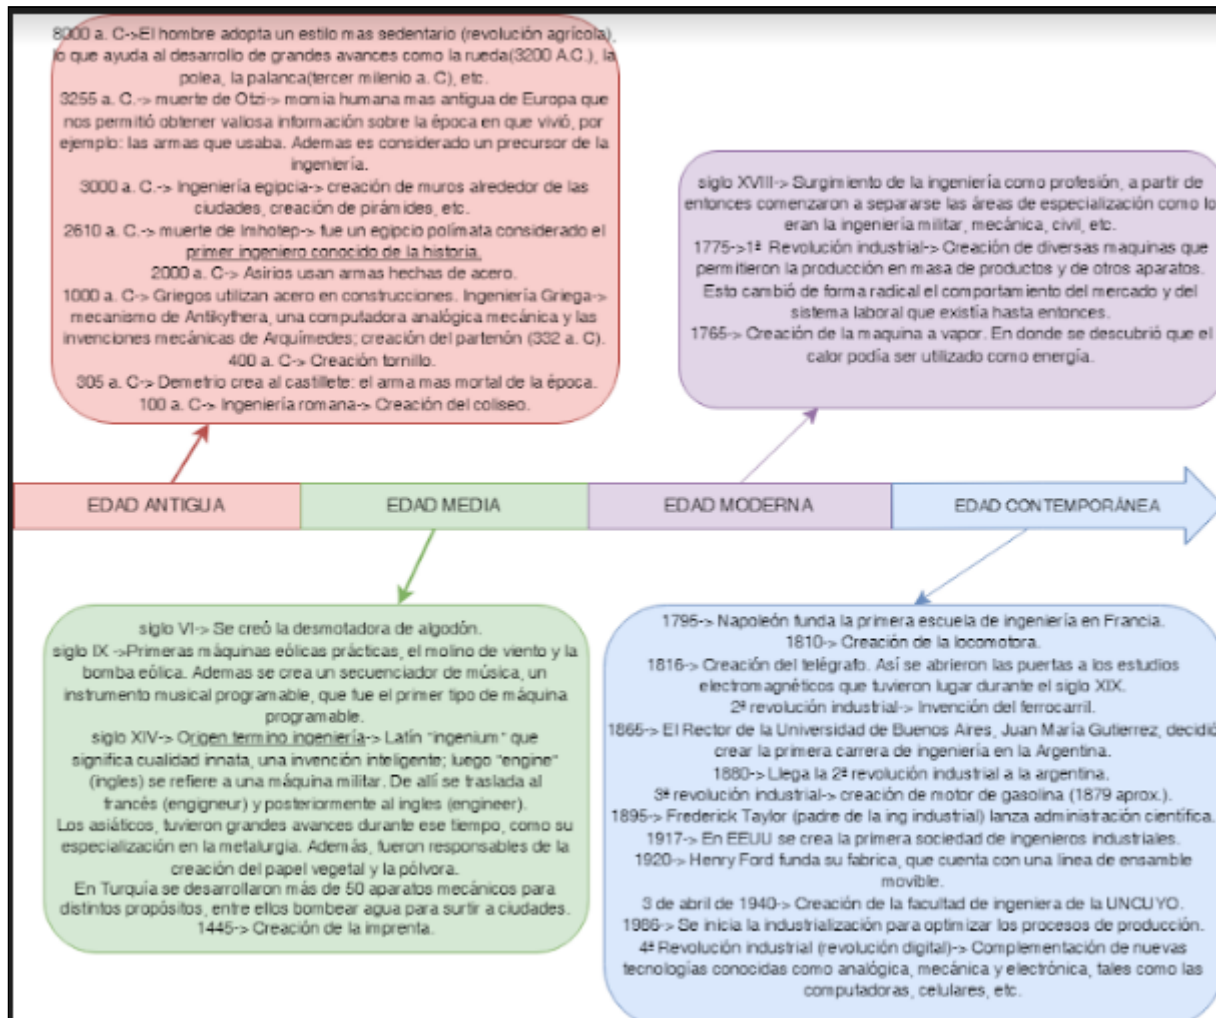 8000 a. C->El hombre adopta un estilo mas sedentario (revolución agrícola),
lo que ayuda al desarrollo de grandes avances como la rueda(3200 A.C.), la
polea, la palanca(tercer milenio a. C), etc.
3255 a. C.-> muerte de Otzi-> momia humana mas antigua de Europa que
nos permitió obtener valiosa información sobre la época en que vivió, por
ejemplo: las armas que usaba. Ademas es considerado un precursor de la
ingeniería.
3000 a. C.-> Ingeniería egipcia-> creación de muros alrededor de las
ciudades, creación de pirámides, etc.
2610 a. C.-> muerte de Imhotep-> fue un egipcio polímata considerado el
primer ingeniero conocido de la historia.
2000 a. C-> Asirios usan armas hechas de acero.
1000 a. C-> Griegos utilizan acero en construcciones. Ingeniería Griega->
mecanismo de Antikythera, una computadora analógica mecánica y las
invenciones mecánicas de Arquímedes; creación del partenón (332 a. C).
400 a. C-> Creación tornillo.
305 a. C-> Demetrio crea al castillete: el arma mas mortal de la época.
100 a. C-> Ingeniería romana-> Creación del coliseo.
siglo XVIII-> Surgimiento de la ingeniería como profesión, a partir de
entonces comenzaron a separarse las áreas de especialización como lo
eran la ingeniería militar, mecánica, civil, etc.
1775->1ª Revolución industrial-> Creación de diversas maquinas que
permitieron la producción en masa de productos y de otros aparatos.
Esto cambió de forma radical el comportamiento del mercado y del
sistema laboral que existía hasta entonces.
1765-> Creación de la maquina a vapor. En donde se descubrió que el
calor podía ser utilizado como energía.
EDAD ANTIGUA
EDAD MEDIA
EDAD MODERNA
EDAD CONTEMPORÁNEA
siglo VI-> Se creó la desmotadora de algodón.
siglo IX ->Primeras máquinas eólicas prácticas, el molino de viento y la
bomba eólica. Ademas se crea un secuenciador de música, un
instrumento musical programable, que fue el primer tipo de máquina
programable.
siglo XIV-> Origen termino ingeniería-> Latín "ingenium" que
significa cualidad innata, una invención inteligente; luego "engine"
(ingles) se refiere a una máquina militar. De allí se traslada al
francés (engigneur) y posteriormente al ingles (engineer).
Los asiáticos, tuvieron grandes avances durante ese tiempo, como su
especialización en la metalurgia. Además, fueron responsables de la
creación del papel vegetal y la pólvora.
En Turquía se desarrollaron más de 50 aparatos mecánicos para
distintos propósitos, entre ellos bombear agua para surtir a ciudades.
1445-> Creación de la imprenta.
1795-> Napoleón funda la primera escuela de ingeniería en Francia.
1810-> Creación de la locomotora.
1816-> Creación del telégrafo. Así se abrieron las puertas a los estudios
electromagnéticos que tuvieron lugar durante el siglo XIX.
2ª revolución industrial-> Invención del ferrocarril.
1865-> El Rector de la Universidad de Buenos Aires, Juan María Gutierrez, decidió
crear la primera carrera de ingeniería en la Argentina.
1880-> Llega la 2ª revolución industrial a la argentina.
3ª revolución industrial-> creación de motor de gasolina (1879 aprox.).
1895-> Frederick Taylor (padre de la ing industrial) lanza administración científica.
1917-> En EEUU se crea la primera sociedad de ingenieros industriales.
1920-> Henry Ford funda su fabrica, que cuenta con una línea de ensamble
movible.
3 de abril de 1940-> Creación de la facultad de ingeniera de la UNCUYO.
1986-> Se inicia la industrialización para optimizar los procesos de producción.
4ª Revolución industrial (revolución digital)-> Complementación de nuevas
tecnologías conocidas como analógica, mecánica y electrónica, tales como las
computadoras, celulares, etc.